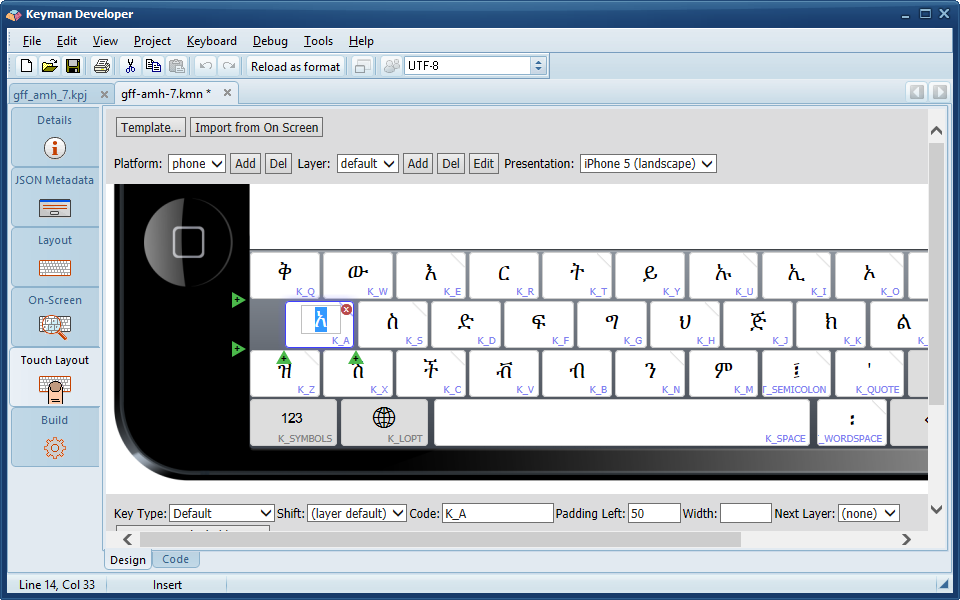 Keyman Developer
File Edit View Project Keyboard Debug Tools Help
Reload as format UTF-8
gff_amh_7.kpj gff-amh-7.kmn *
Details
JSON Metadata
Layout
On-Screen
Touch Layout
Build
Template... Import from On Screen
Platform: phone Add Del Layer: default Add Del Edit Presentation: iPhone 5 (landscape)
ቅ ው እ ር ት ይ ኡ ኢ ኦ
K_Q K_W K_E K_R K_T K_Y K_U K_I K_O
አ ስ ድ ፍ ግ ህ ጅ ክ ል
K_A K_S K_D K_F K_G K_H K_J K_K
ዝ ሽ ች ቭ ብ ን ም ፤ '
K_Z K_X K_C K_V K_B K_N K_M T_SEMICOLON K_QUOTE
123 ፡
K_SYMBOLS K_LOPT K_SPACE _WORDSPACE
Key Type: Default Shift: (layer default) Code: K_A Padding Left: 50 Width: Next Layer: (none)
Design Code
Line 14, Col 33 Insert